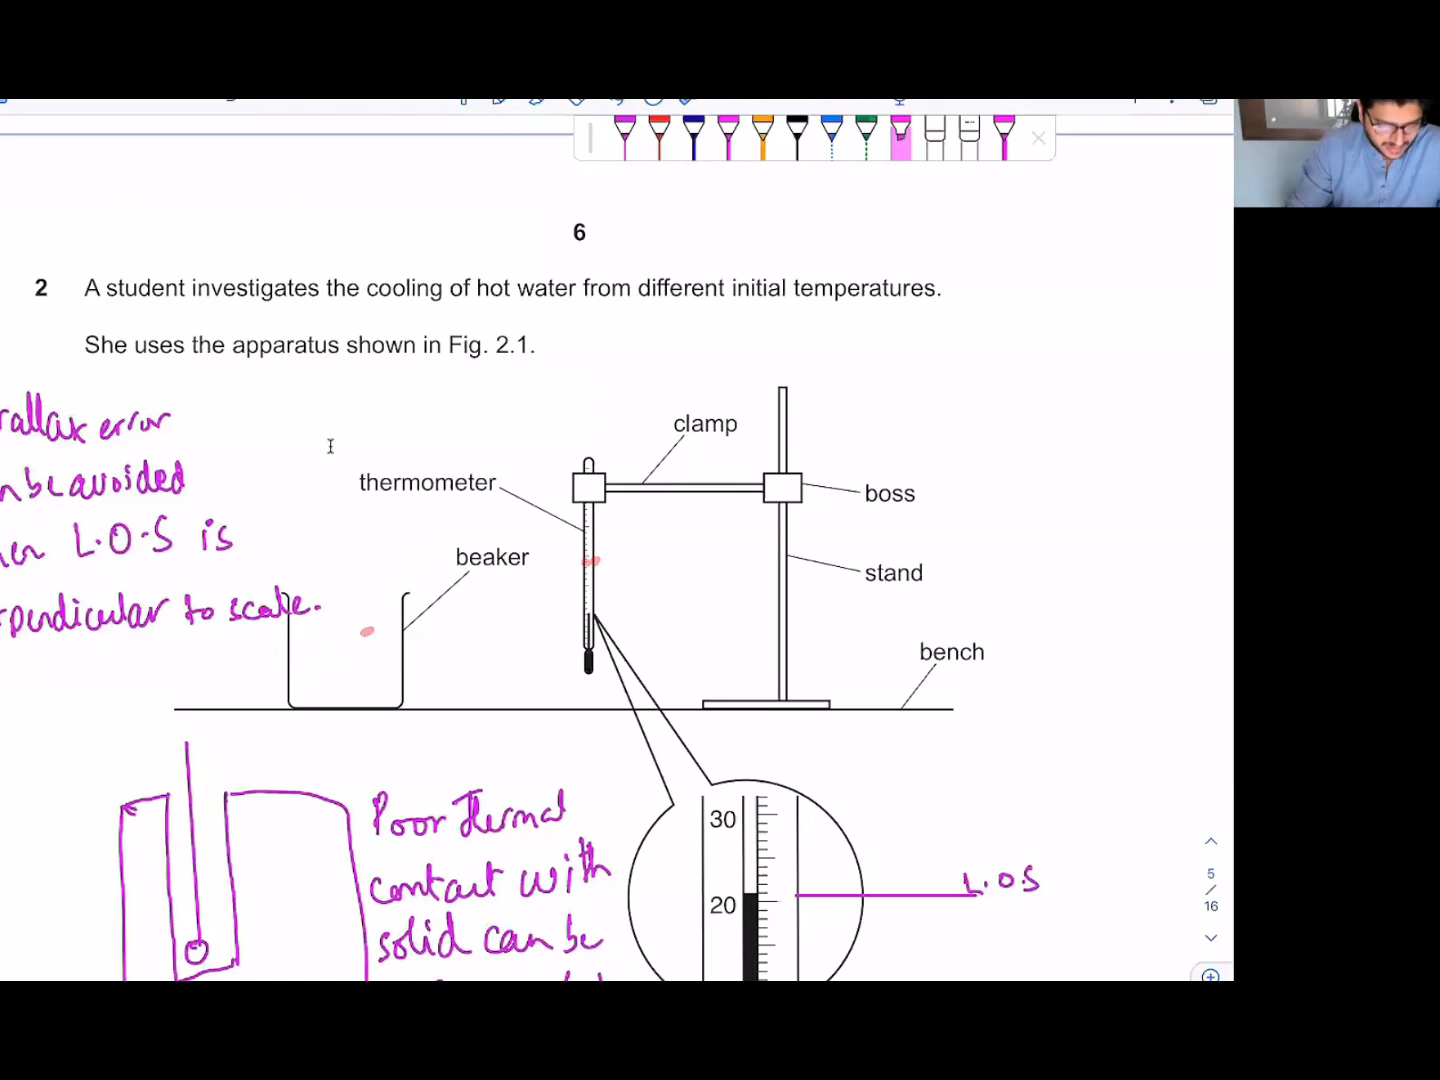 6
2 A student investigates the cooling of hot water from different initial temperatures.
She uses the apparatus shown in Fig. 2.1.
rallax error
n be avoided
en L.O.S is
rpendicular to scale.
clamp
thermometer
boss
beaker
stand
bench
Poor Thermal
contact with
solid can be
30
20
L.O.S
5
/
16